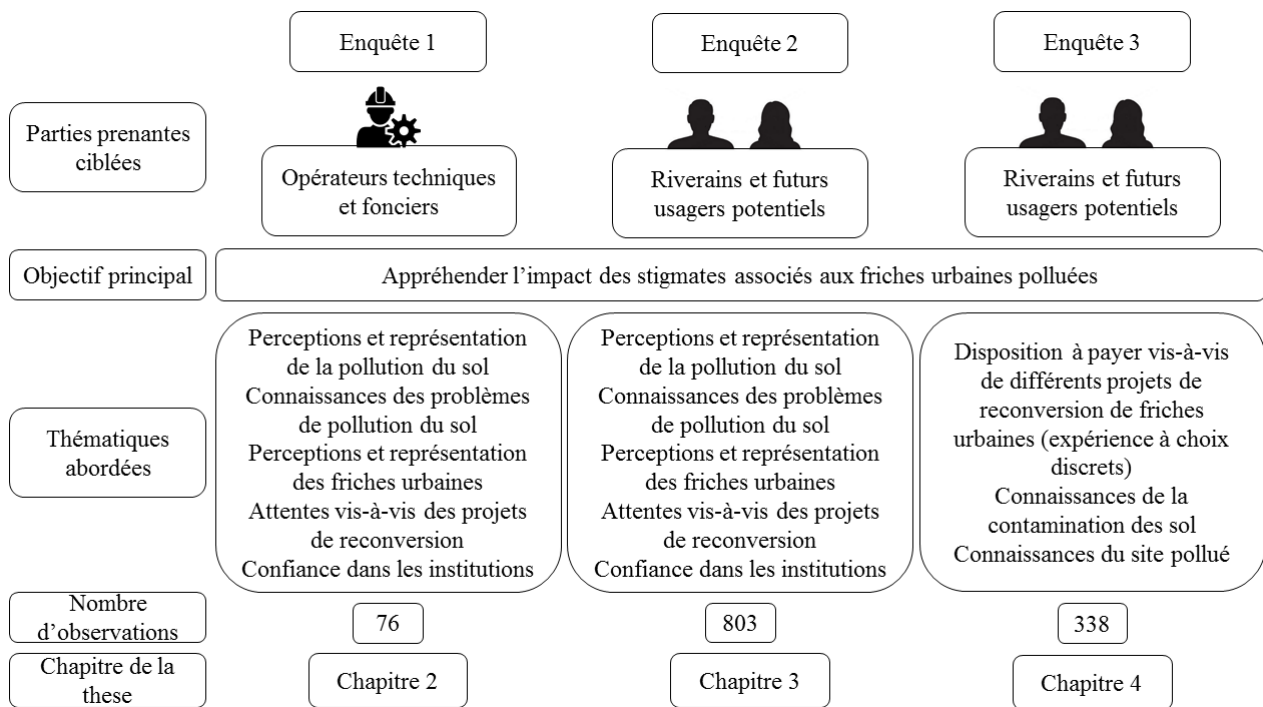 Enquête 1
Enquête 2
Enquête 3
Parties prenantes
ciblées
Opérateurs techniques
et fonciers
Riverains et futurs
usagers potentiels
Riverains et futurs
usagers potentiels
Objectif principal
Appréhender l’impact des stigmates associés aux friches urbaines polluées
Thématiques
abordées
Perceptions et représentation
de la pollution du sol
Connaissances des problèmes
de pollution du sol
Perceptions et représentation
des friches urbaines
Attentes vis-à-vis des projets
de reconversion
Confiance dans les institutions
Perceptions et représentation
de la pollution du sol
Connaissances des problèmes
de pollution du sol
Perceptions et représentation
des friches urbaines
Attentes vis-à-vis des projets
de reconversion
Confiance dans les institutions
Disposition à payer vis-à-vis
de différents projets de
reconversion de friches
urbaines (expérience à choix
discrets)
Connaissances de la
contamination des sol
Connaissances du site pollué
Nombre
d’observations
76
803
338
Chapitre de la
these
Chapitre 2
Chapitre 3
Chapitre 4